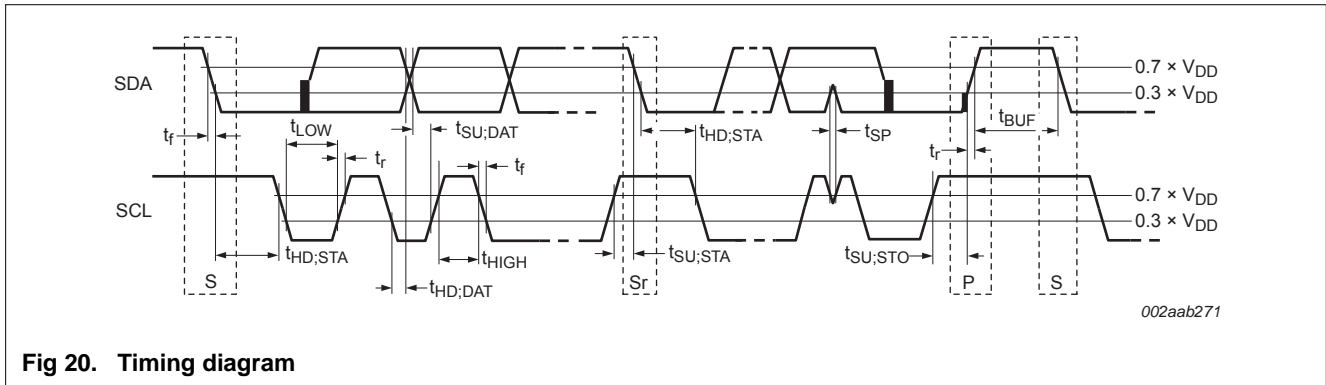 SDA
0.7 × VDD
0.3 × VDD
tf
tLOW
tSU;DAT
tr
tf
tHD;STA
tSP
tr
tBUF
SCL
0.7 × VDD
0.3 × VDD
tHD;STA
tHIGH
tHD;DAT
tSU;STA
tSU;STO
S
Sr
P
S
002aab271
Fig 20. Timing diagram